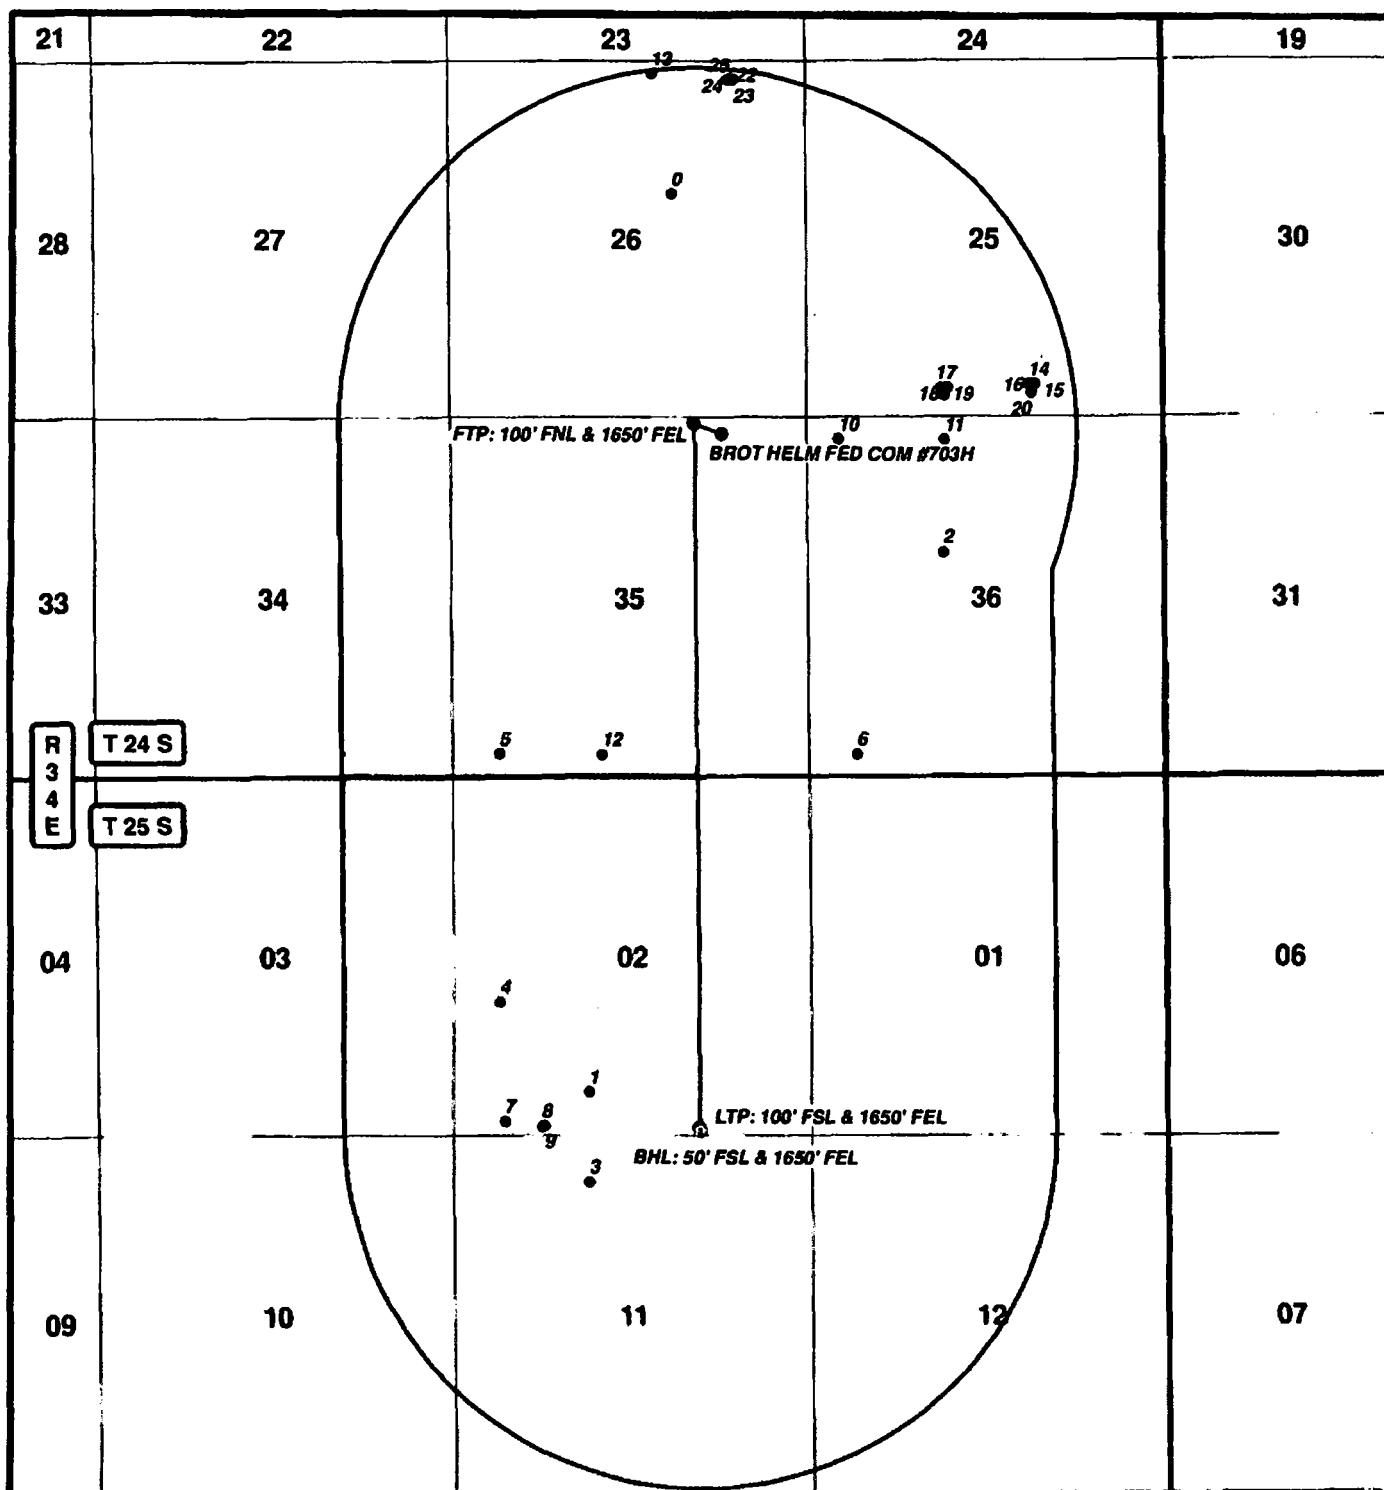 21 22 23 24 19
13 25 22
24 23
0
28 27 26 25 30
17 14
18 19 16 15
20
FTP: 100' FNL & 1650' FEL 10 11
BROT HELM FED COM #703H
2
33 34 35 36 31
R34E
T 24 S 5 12 6
T 25 S
04 03 02 01 06
4
1
7 8
9
LTP: 100' FSL & 1650' FEL
BHL: 50' FSL & 1650' FEL
3
09 10 11 12 07